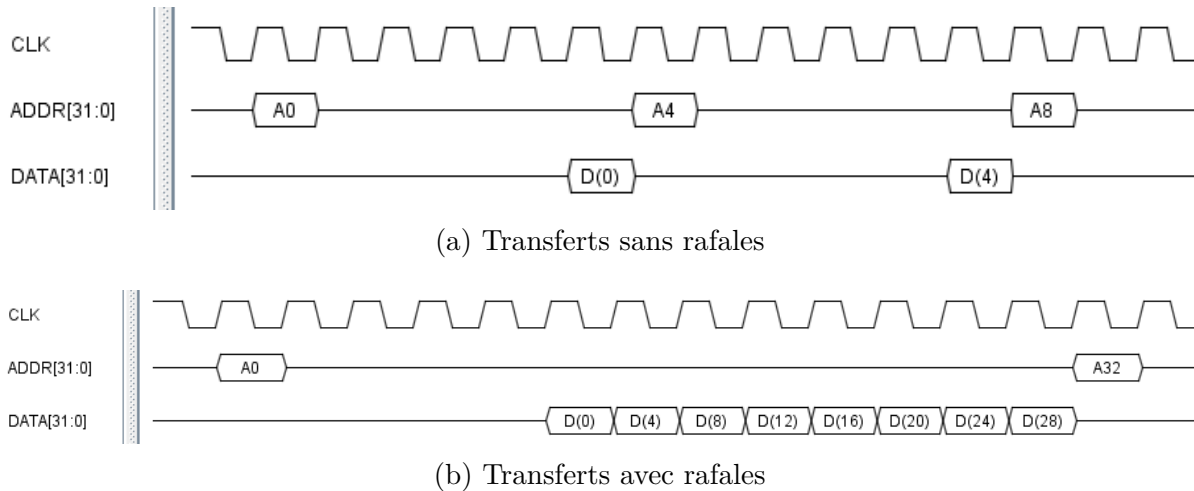 CLK
ADDR[31:0] A0 A4 A8
DATA[31:0] D(0) D(4)
(a) Transferts sans rafales
CLK
ADDR[31:0] A0 A32
DATA[31:0] D(0) D(4) D(8) D(12) D(16) D(20) D(24) D(28)
(b) Transferts avec rafales